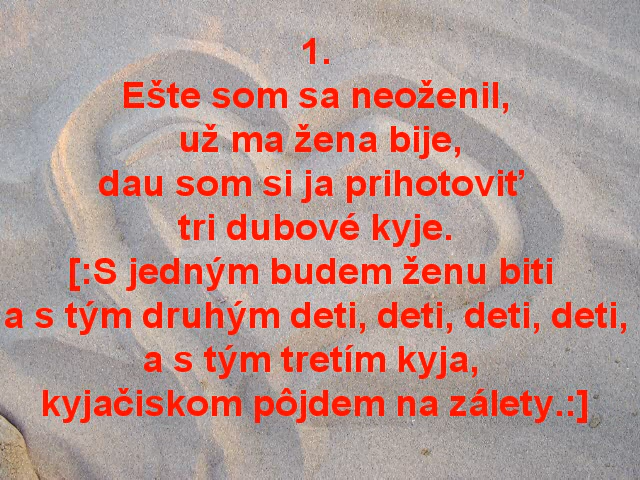 1.
Ešte som sa neoženil,
už ma žena bije,
dau som si ja prihotoviť
tri dubové kyje.
[:S jedným budem ženu biti
a s tým druhým deti, deti, deti, deti,
a s tým tretím kyja,
kyjačiskom pôjdem na zálety.:]